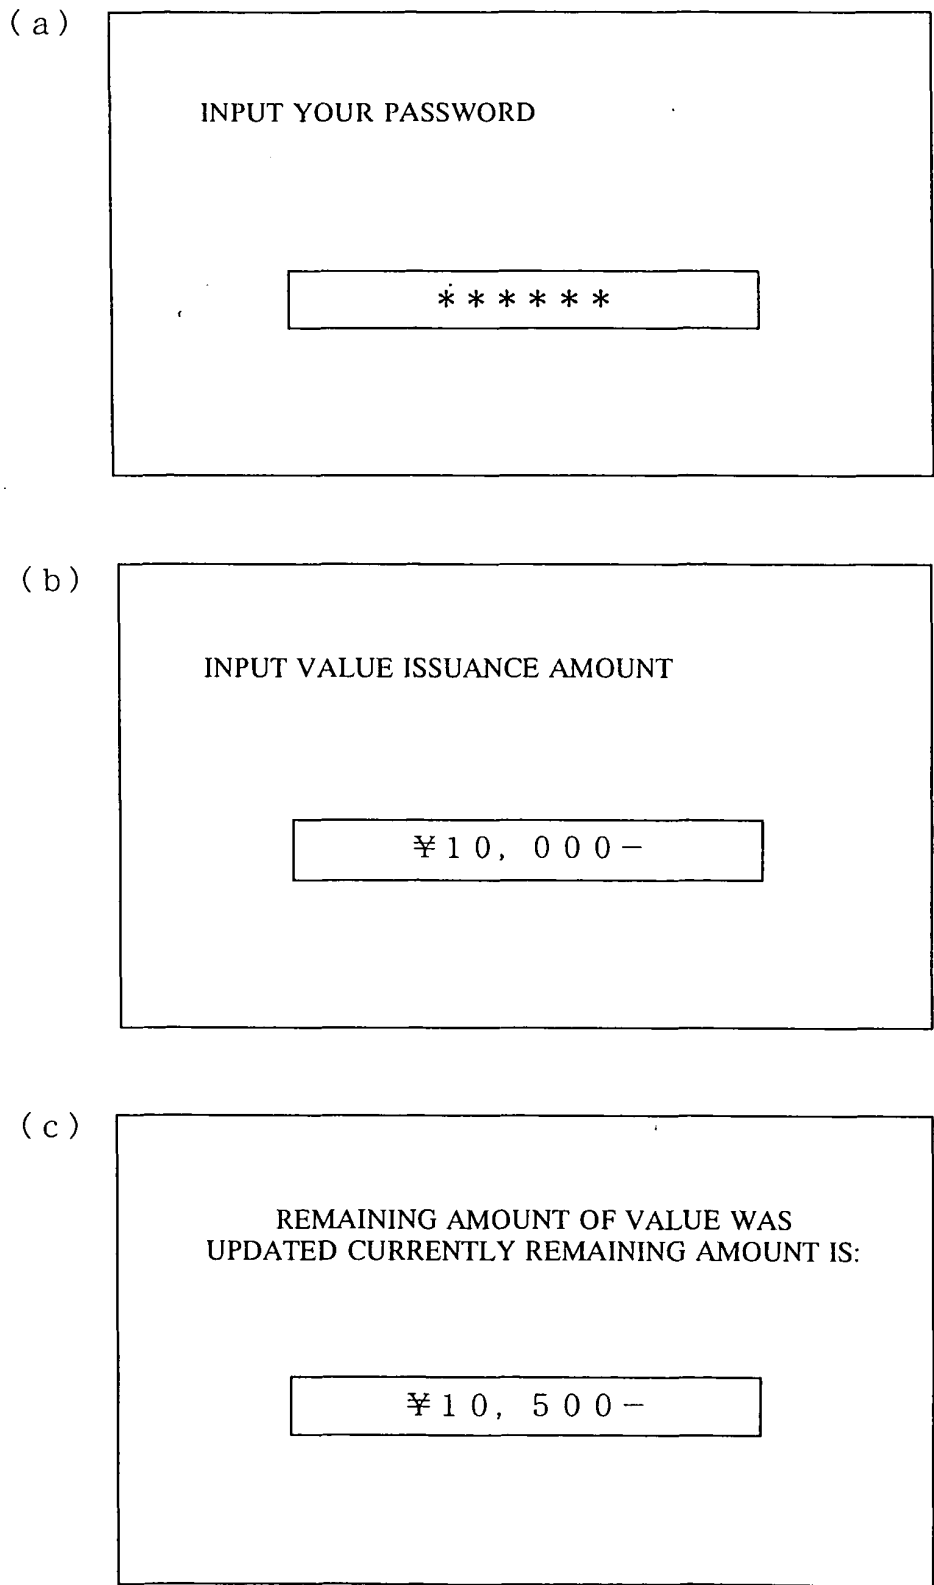 (a)
INPUT YOUR PASSWORD
******
(b)
INPUT VALUE ISSUANCE AMOUNT
¥10,000−
(c)
REMAINING AMOUNT OF VALUE WAS
UPDATED CURRENTLY REMAINING AMOUNT IS:
¥10,500−